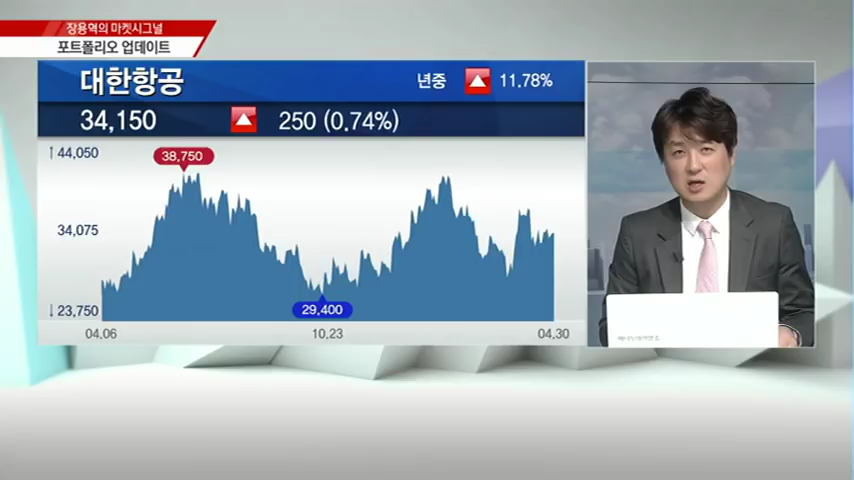 장용혁의 마켓시그널
포트폴리오 업데이트
대한항공
년중 11.78%
34,150 250 (0.74%)
44,050
38,750
34,075
23,750
29,400
04.06 10.23 04.30